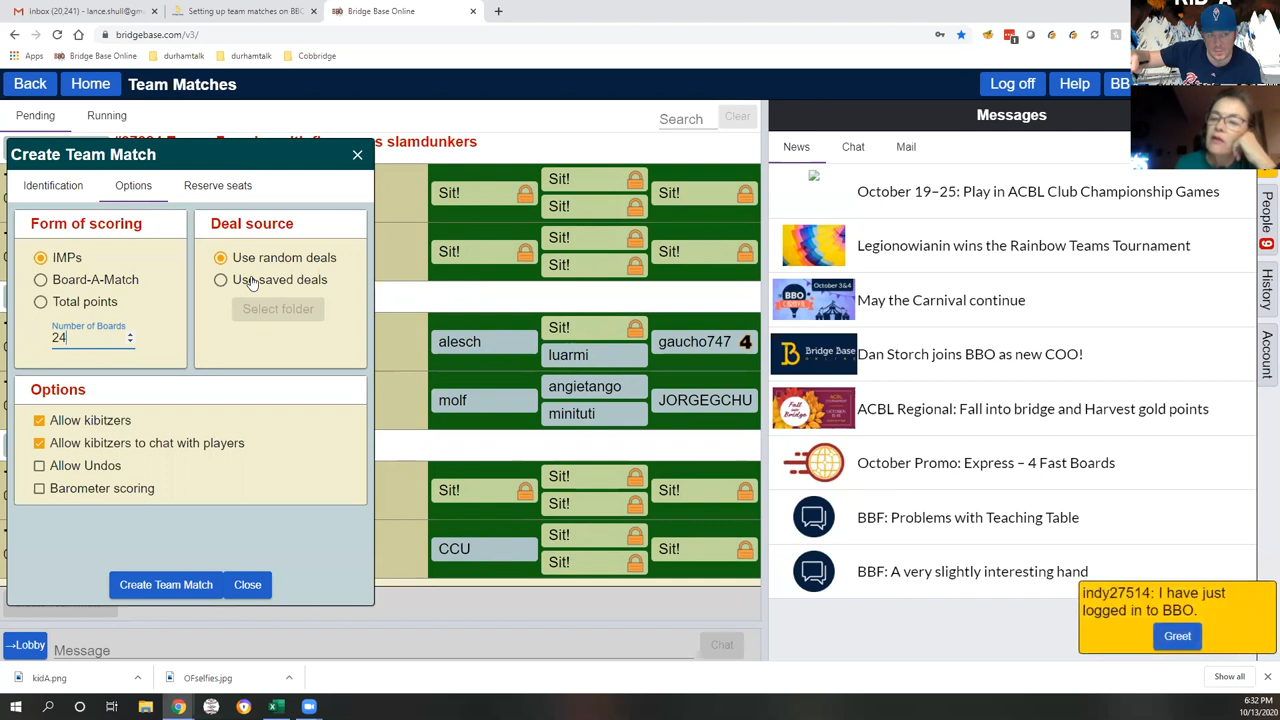 Inbox (20,241) - lance.shull@gm
Setting up team matches on BBO
Bridge Base Online
bridgebase.com/v3/
Apps
Bridge Base Online
durhamtalk
durhamtalk
Cobbridge
Back
Home
Team Matches
Log off
Help
BB
Pending
Running
Search
Clear
Messages
slamdunkers
Create Team Match
News
Chat
Mail
Identification
Options
Reserve seats
Form of scoring
Deal source
IMPs
Board-A-Match
Total points
Number of Boards
24
Use random deals
Use saved deals
Select folder
Options
Allow kibitzers
Allow kibitzers to chat with players
Allow Undos
Barometer scoring
Create Team Match
Close
Sit!
Sit!
Sit!
Sit!
Sit!
Sit!
Sit!
Sit!
alesch
Sit!
luarmi
gaucho747 4
molf
angietango
minituti
JORGEGCHU
Sit!
Sit!
Sit!
Sit!
CCU
Sit!
Sit!
Sit!
October 19–25: Play in ACBL Club Championship Games
Legionowianin wins the Rainbow Teams Tournament
May the Carnival continue
Dan Storch joins BBO as new COO!
ACBL Regional: Fall into bridge and Harvest gold points
October Promo: Express – 4 Fast Boards
BBF: Problems with Teaching Table
BBF: A very slightly interesting hand
People
6
History
Account
indy27514: I have just
logged in to BBO.
Greet
→Lobby
Message
Chat
kidA.png
OFselfies.jpg
Show all
6:32 PM
10/13/2020